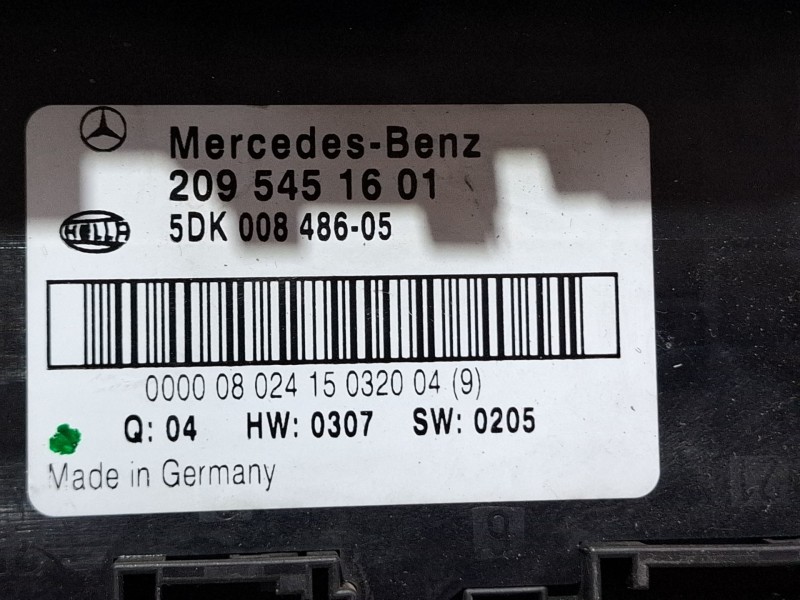 Mercedes-Benz
209 545 16 01
HELLA
5DK 008 486-05
0000 08 024 15 0320 04 (9)
Q: 04 HW: 0307 SW: 0205
Made in Germany